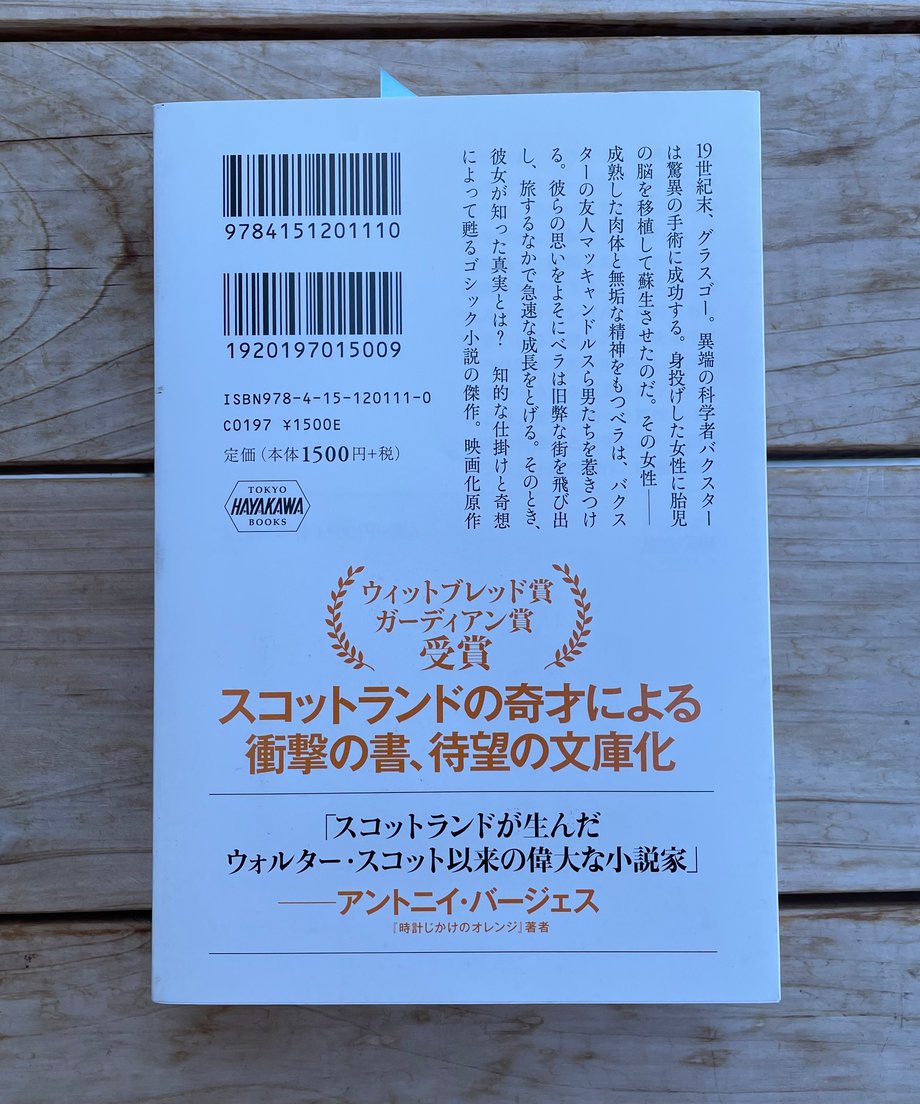 19世紀末、グラスゴー。異端の科学者バクスター
は驚異の手術に成功する。身投げした女性に胎児
の脳を移植して蘇生させたのだ。その女性――
成熟した肉体と無垢な精神をもつベラは、バクス
ターの友人マッキャンドルスら男たちを惹きつけ
る。彼らの思いをよそにベラは旧弊な街を飛び出
し、旅するなかで急速な成長をとげる。そのとき、
彼女が知った真実とは? 知的な仕掛けと奇想
によって甦るゴシック小説の傑作。映画化原作
9784151201110
1920197015009
ISBN978-4-15-120111-0
C0197 ¥1500E
定価(本体1500円+税)
TOKYO
HAYAKAWA
BOOKS
ウィットブレッド賞
ガーディアン賞
受賞
スコットランドの奇才による
衝撃の書、待望の文庫化
「スコットランドが生んだ
ウォルター・スコット以来の偉大な小説家」
――アントニイ・バージェス
『時計じかけのオレンジ』著者